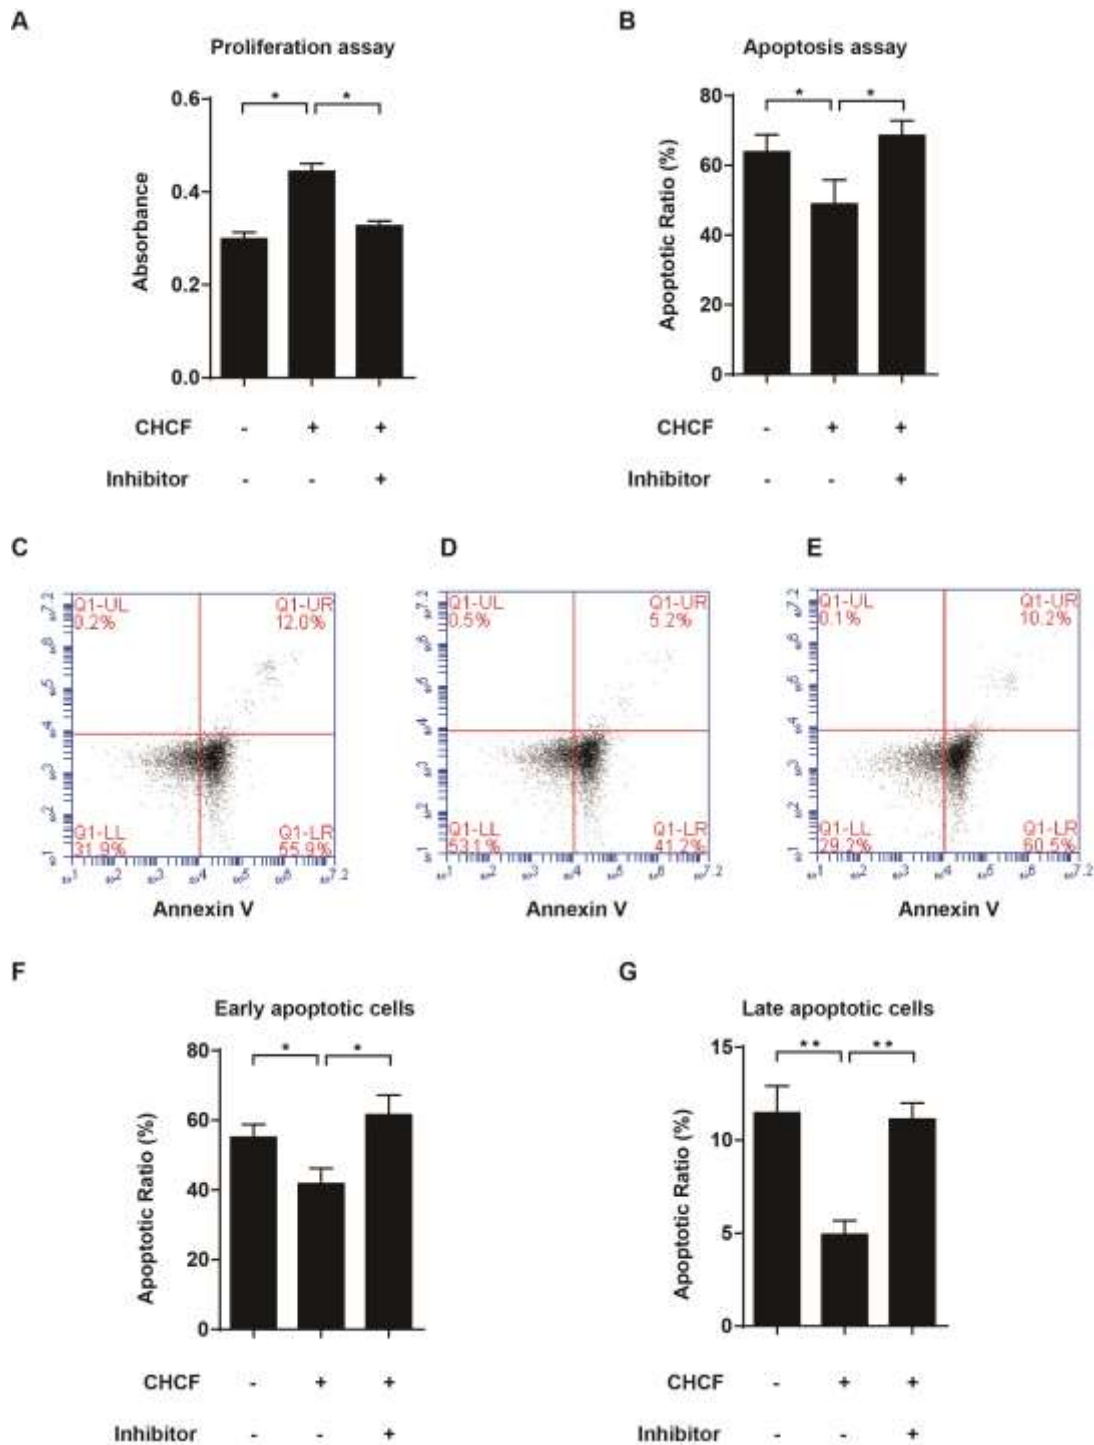 A
B
Proliferation assay
Apoptosis assay
0.6
0.4
0.2
0.0
Absorbance
* *
80
60
40
20
0
Apoptotic Ratio (%)
* *
CHCF - + +
Inhibitor - - +
CHCF - + +
Inhibitor - - +
C
D
E
Q1-UL Q1-UR
0.2% 12.0%
Q1-LL Q1-LR
31.9% 55.9%
Annexin V
Q1-UL Q1-UR
0.5% 5.2%
Q1-LL Q1-LR
53.1% 41.2%
Annexin V
Q1-UL Q1-UR
0.1% 10.2%
Q1-LL Q1-LR
29.2% 60.5%
Annexin V
F
G
Early apoptotic cells
Late apoptotic cells
80
60
40
20
0
Apoptotic Ratio (%)
* *
15
10
5
0
Apoptotic Ratio (%)
** **
CHCF - + +
Inhibitor - - +
CHCF - + +
Inhibitor - - +